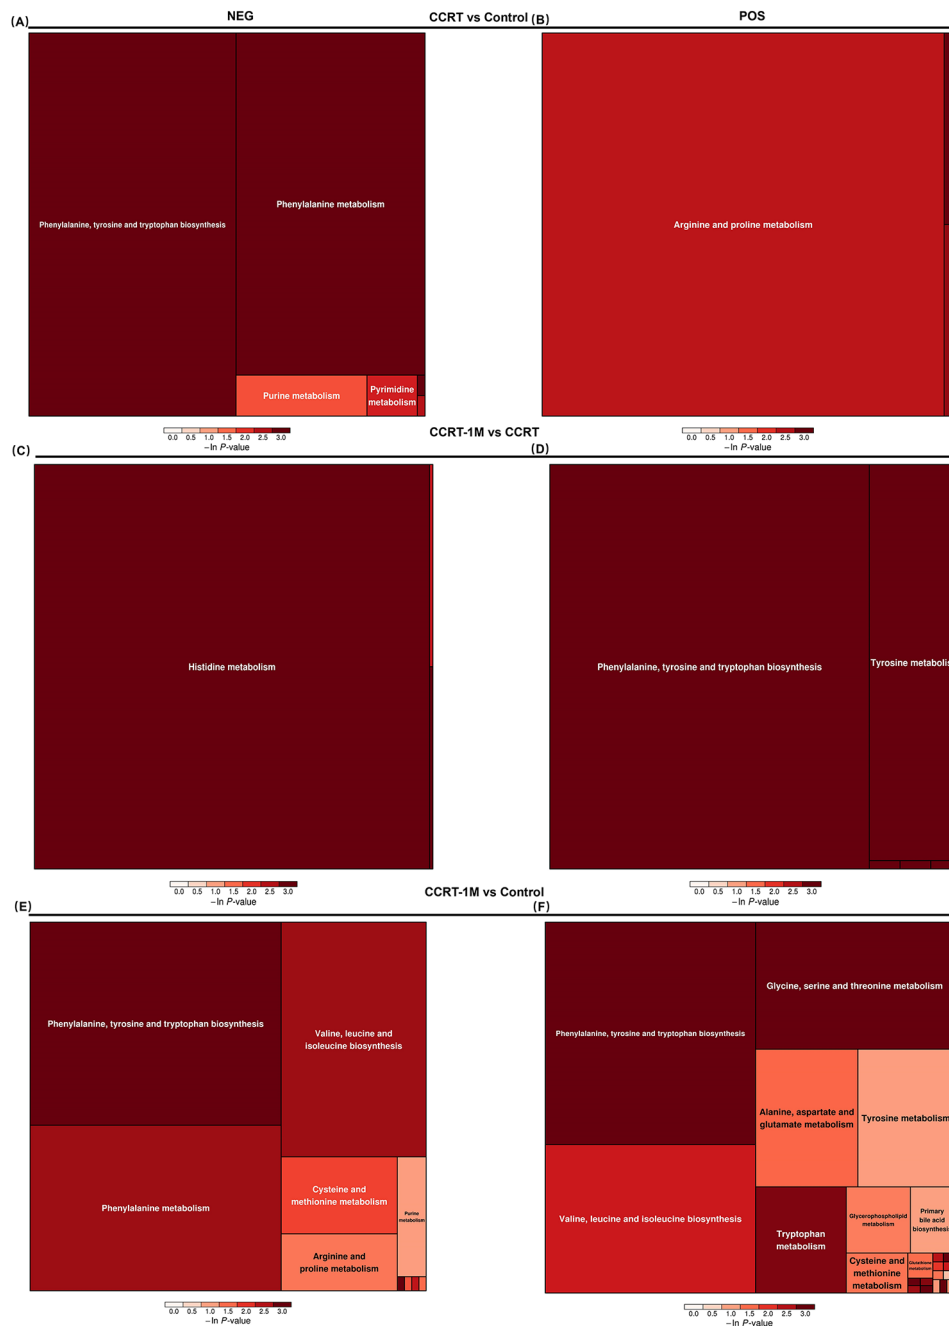 NEG
POS
(A)
CCRT vs Control
(B)
Phenylalanine, tyrosine and tryptophan biosynthesis
Phenylalanine metabolism
Purine metabolism
Pyrimidine
metabolism
Arginine and proline metabolism
0.0 0.5 1.0 1.5 2.0 2.5 3.0
−ln P-value
0.0 0.5 1.0 1.5 2.0 2.5 3.0
−ln P-value
CCRT-1M vs CCRT
(C)
(D)
Histidine metabolism
Phenylalanine, tyrosine and tryptophan biosynthesis
Tyrosine metabolis
0.0 0.5 1.0 1.5 2.0 2.5 3.0
−ln P-value
0.0 0.5 1.0 1.5 2.0 2.5 3.0
−ln P-value
CCRT-1M vs Control
(E)
(F)
Phenylalanine, tyrosine and tryptophan biosynthesis
Valine, leucine and
isoleucine biosynthesis
Phenylalanine metabolism
Cysteine and
methionine metabolism
Arginine and
proline metabolism
Purine
metabolism
Phenylalanine, tyrosine and tryptophan biosynthesis
Glycine, serine and threonine metabolism
Alanine, aspartate and
glutamate metabolism
Tyrosine metabolism
Valine, leucine and isoleucine biosynthesis
Tryptophan
metabolism
Glycerophospholipid
metabolism
Primary
bile acid
biosynthesis
Cysteine and
methionine
metabolism
Glutathione
metabolism
0.0 0.5 1.0 1.5 2.0 2.5 3.0
−ln P-value
0.0 0.5 1.0 1.5 2.0 2.5 3.0
−ln P-value